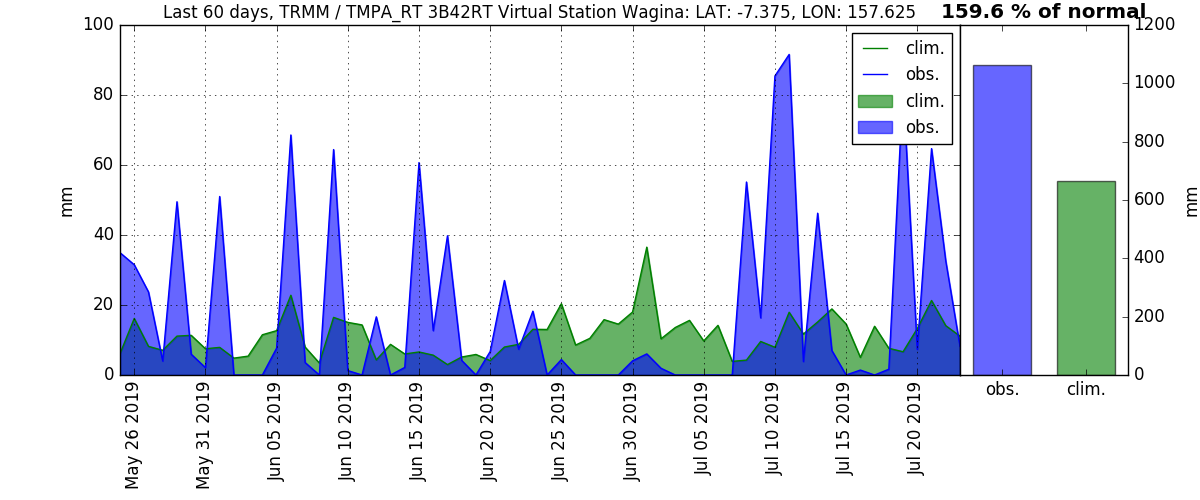 Last 60 days, TRMM / TMPA_RT 3B42RT Virtual Station Wagina: LAT: -7.375, LON: 157.625
159.6 % of normal
100
80
60
40
20
0
mm
clim.
obs.
clim.
obs.
1200
1000
800
600
400
200
0
mm
May 26 2019
May 31 2019
Jun 05 2019
Jun 10 2019
Jun 15 2019
Jun 20 2019
Jun 25 2019
Jun 30 2019
Jul 05 2019
Jul 10 2019
Jul 15 2019
Jul 20 2019
obs.
clim.